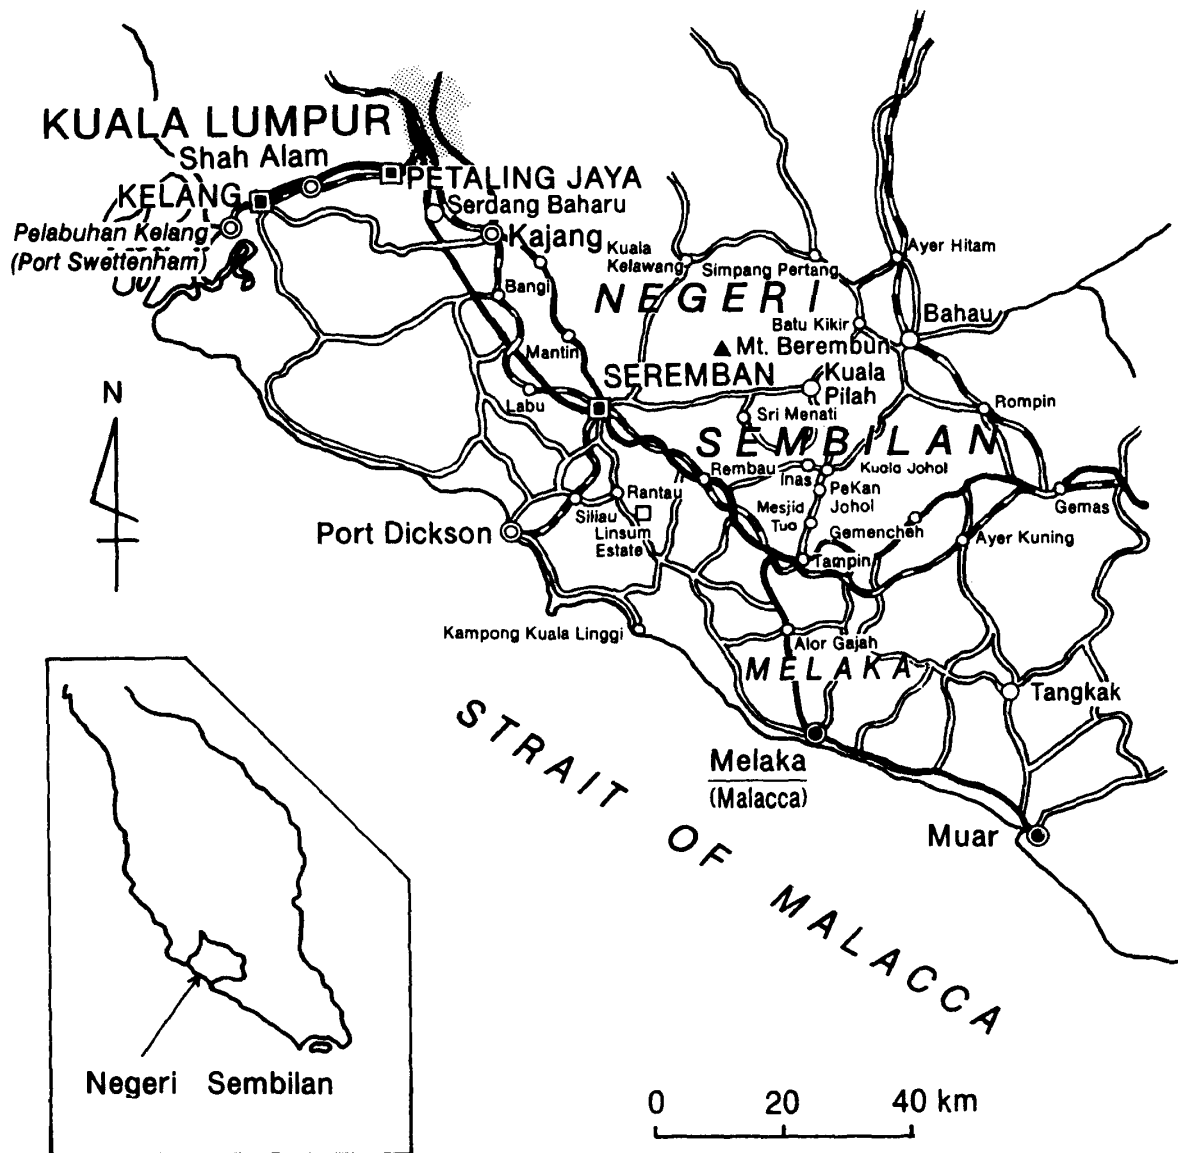 KUALA LUMPUR
Shah Alam
KELANG
PETALING JAYA
Serdang Baharu
Pelabuhan Kelang
(Port Swettenham)
Kajang
Kuala
Kelawang
Simpang Pertang
Ayer Hitam
Bangi
NEGERI
Batu Kikir
Bahau
Mantin
Mt. Berembun
SEREMBAN
Kuala
Pilah
N
Labu
Sri Menati
Rompin
SEMBILAN
Rembau
Inas
Kuala Johol
PeKan
Johol
Rantau
Siliau
Linsum
Estate
Mesjid
Tua
Gemencheh
Gemas
Port Dickson
Ayer Kuning
Tampin
Kampong Kuala Linggi
Alor Gajah
MELAKA
Tangkak
STRAIT OF MALACCA
Melaka
(Malacca)
Muar
Negeri Sembilan
0 20 40 km